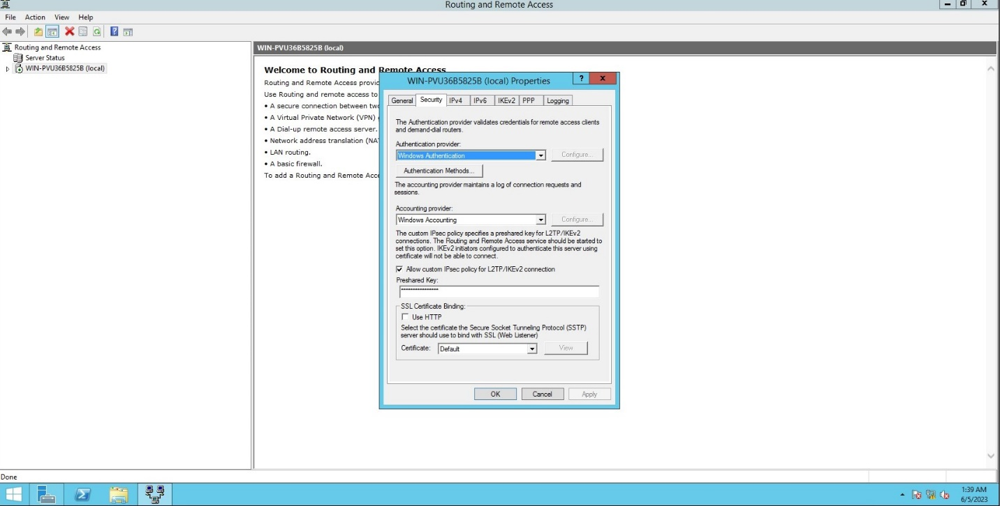 Routing and Remote Access
File Action View Help
Routing and Remote Access
Server Status
WIN-PVU36B5825B (local)
WIN-PVU36B5825B (local)
Welcome to Routing and Remote Access
Routing and Remote Access provid
Use Routing and remote access to
• A secure connection between two
• A Virtual Private Network (VPN)
• A Dial-up remote access server.
• Network address translation (NAT
• LAN routing.
• A basic firewall.
To add a Routing and Remote Acce
WIN-PVU36B5825B (local) Properties
? x
General Security IPv4 IPv6 IKEv2 PPP Logging
The Authentication provider validates credentials for remote access clients
and demand-dial routers.
Authentication provider:
Windows Authentication Configure...
Authentication Methods...
The accounting provider maintains a log of connection requests and
sessions.
Accounting provider:
Windows Accounting Configure...
The custom IPsec policy specifies a preshared key for L2TP/IKEv2
connections. The Routing and Remote Access service should be started to
set this option. IKEv2 initiators configured to authenticate this server using
certificate will not be able to connect.
Allow custom IPsec policy for L2TP/IKEv2 connection
Preshared Key:
SSL Certificate Binding:
Use HTTP
Select the certificate the Secure Socket Tunneling Protocol (SSTP)
server should use to bind with SSL (Web Listener)
Certificate: Default View
OK Cancel Apply
Done
1:39 AM
6/5/2023